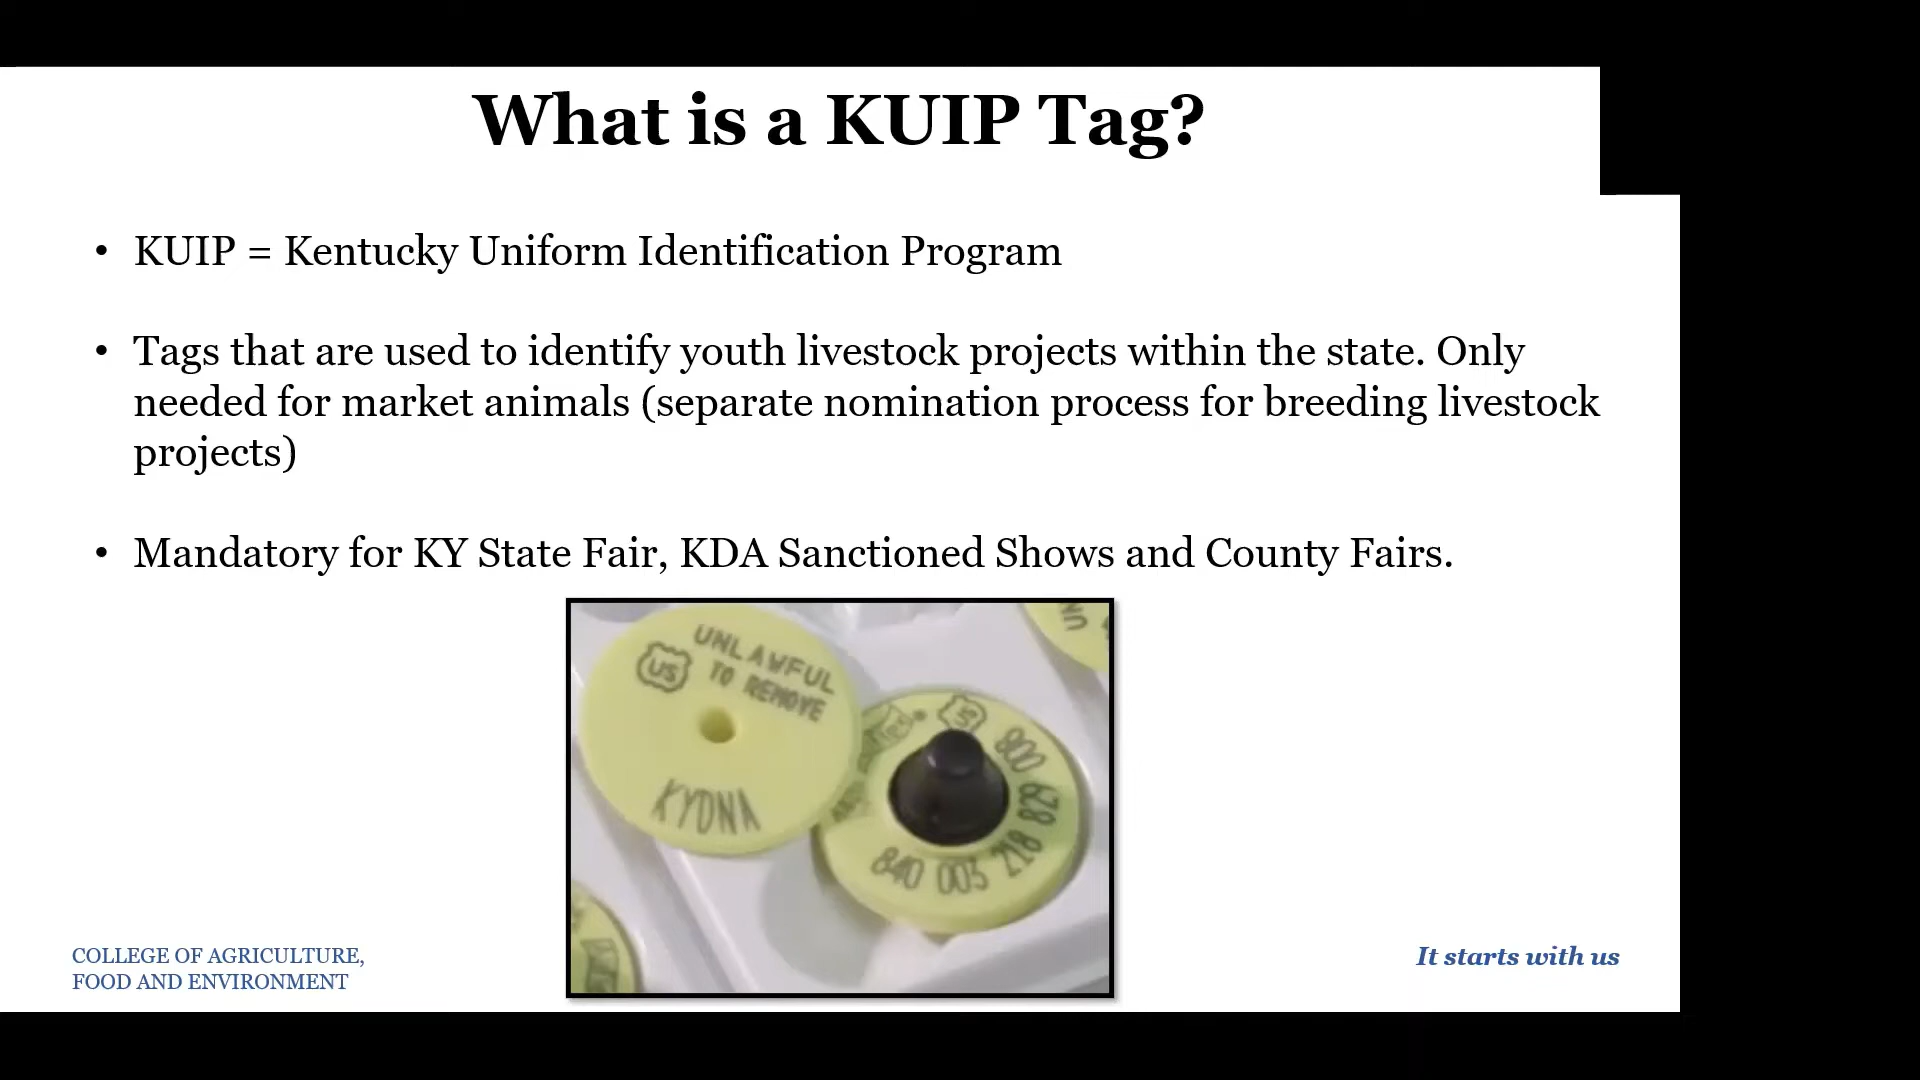 What is a KUIP Tag?
• KUIP = Kentucky Uniform Identification Program
• Tags that are used to identify youth livestock projects within the state. Only
needed for market animals (separate nomination process for breeding livestock
projects)
• Mandatory for KY State Fair, KDA Sanctioned Shows and County Fairs.
UNLAWFUL
US TO REMOVE
KYDNA
US
840 003 218 829 800
COLLEGE OF AGRICULTURE,
FOOD AND ENVIRONMENT
It starts with us